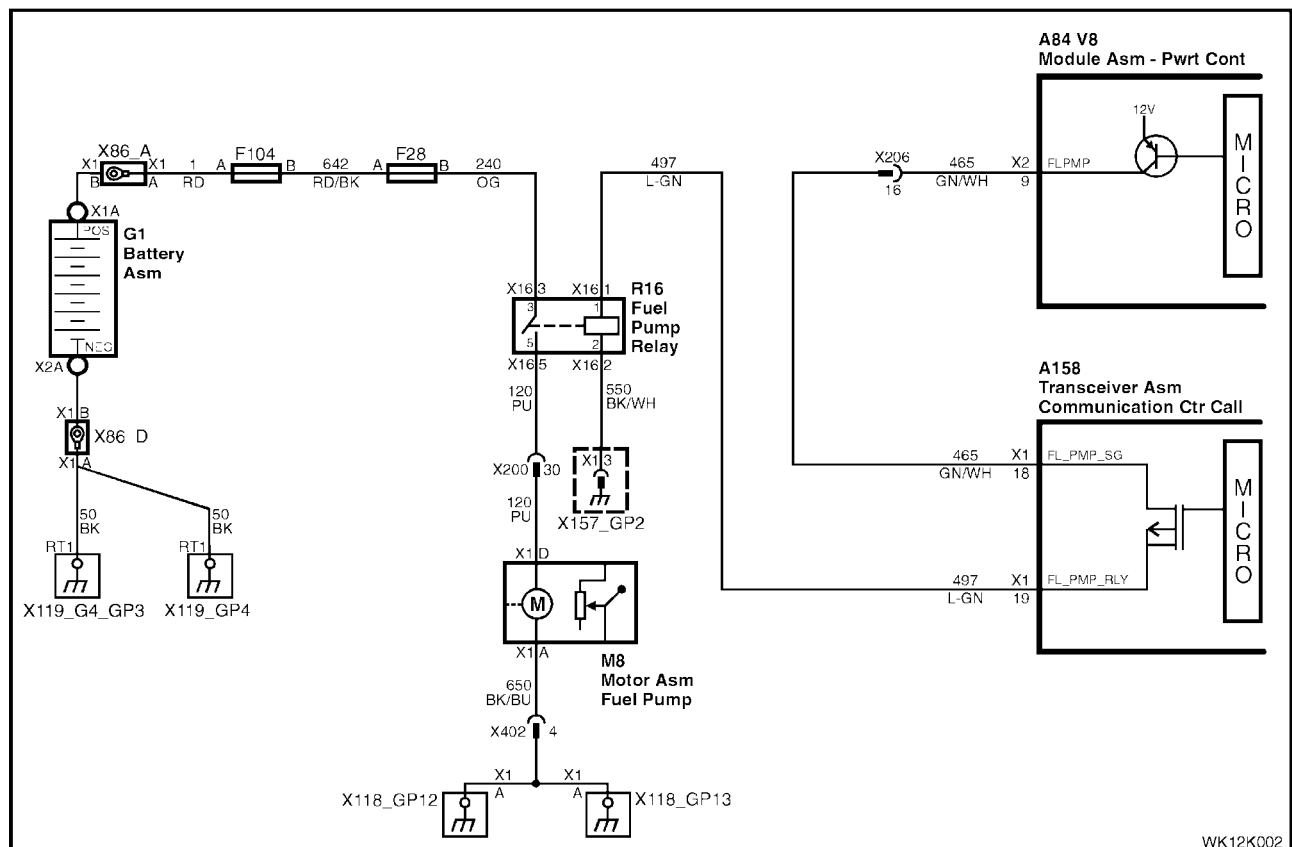 A84 V8
Module Asm - Pwrt Cont
12V
MICRO
X2 FLPMP
9
465
GN/WH
X206
16
X86_A
X1 X1
B A
1
RD
F104
A B
642
RD/BK
F28
A B
240
OG
497
L-GN
X1A
POS
G1
Battery
Asm
NEG
X2A
X1 B
X86 D
X1 A
50
BK
50
BK
RT1
RT1
X119_G4_GP3
X119_GP4
X16 3
X16 1
R16
Fuel
Pump
Relay
3
1
5
2
X16 5
X16 2
120
PU
550
BK/WH
X200 30
X1 3
X157_GP2
120
PU
X1 D
M
X1 A
M8
Motor Asm
Fuel Pump
650
BK/BU
X402 4
X1 X1
A A
X118_GP12
X118_GP13
A158
Transceiver Asm
Communication Ctr Call
465
GN/WH
X1 FL_PMP_SG
18
MICRO
497
L-GN
X1 FL_PMP_RLY
19
WK12K002